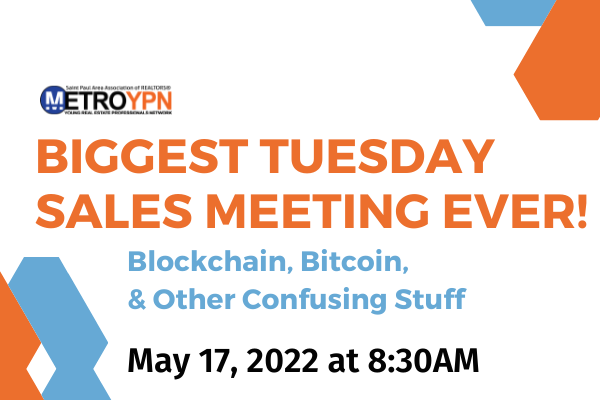 Saint Paul Area Association of REALTORS®
METROYPN
YOUNG REAL ESTATE PROFESSIONALS NETWORK
BIGGEST TUESDAY
SALES MEETING EVER!
Blockchain, Bitcoin,
& Other Confusing Stuff
May 17, 2022 at 8:30AM